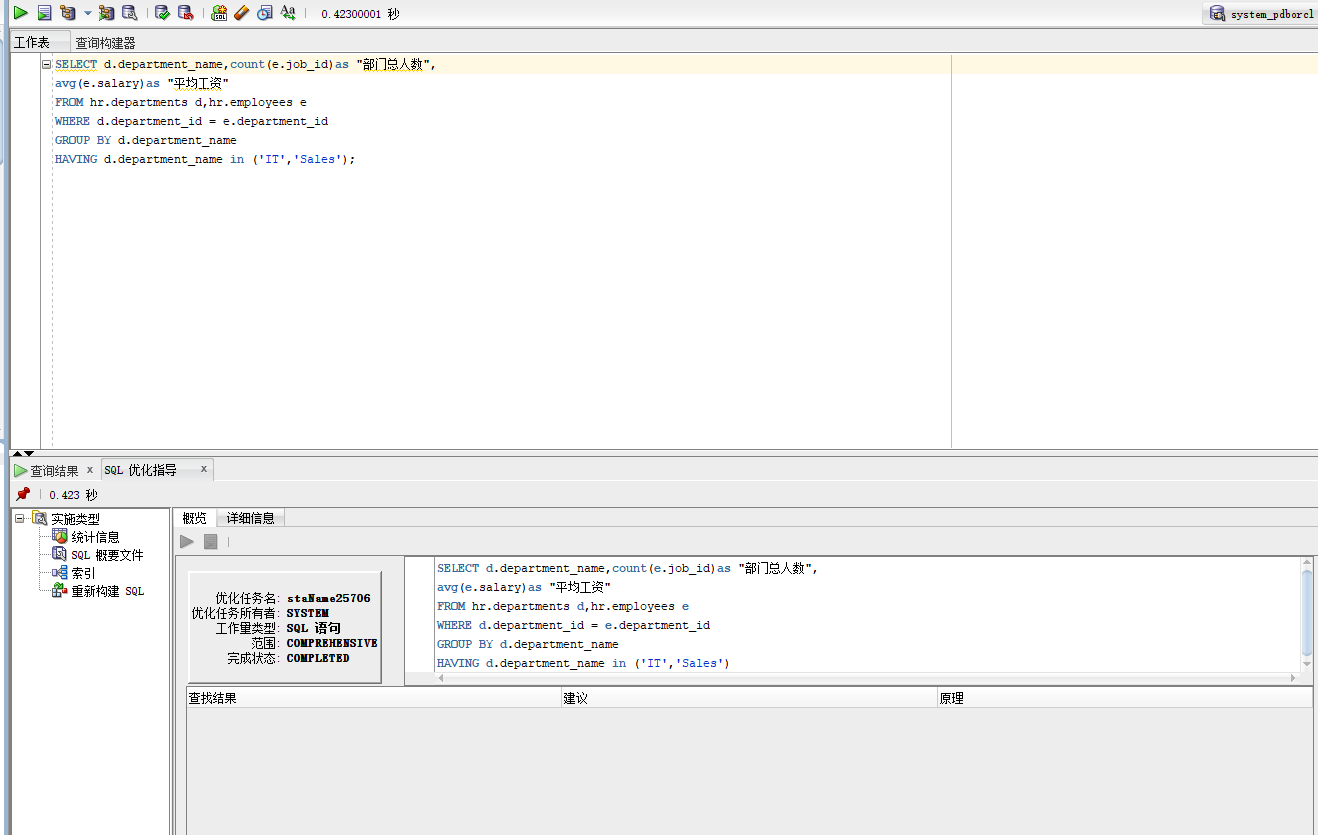 0.42300001 秒
system_pdborcl
工作表 查询构建器
SELECT d.department_name,count(e.job_id)as "部门总人数",
avg(e.salary)as "平均工资"
FROM hr.departments d,hr.employees e
WHERE d.department_id = e.department_id
GROUP BY d.department_name
HAVING d.department_name in ('IT','Sales');
查询结果 x SQL 优化指导 x
0.423 秒
实施类型
统计信息
SQL 概要文件
索引
重新构建 SQL
概览 详细信息
优化任务名: staName25706
优化任务所有者: SYSTEM
工作量类型: SQL 语句
范围: COMPREHENSIVE
完成状态: COMPLETED
SELECT d.department_name,count(e.job_id)as "部门总人数",
avg(e.salary)as "平均工资"
FROM hr.departments d,hr.employees e
WHERE d.department_id = e.department_id
GROUP BY d.department_name
HAVING d.department_name in ('IT','Sales')
查找结果 建议 原理